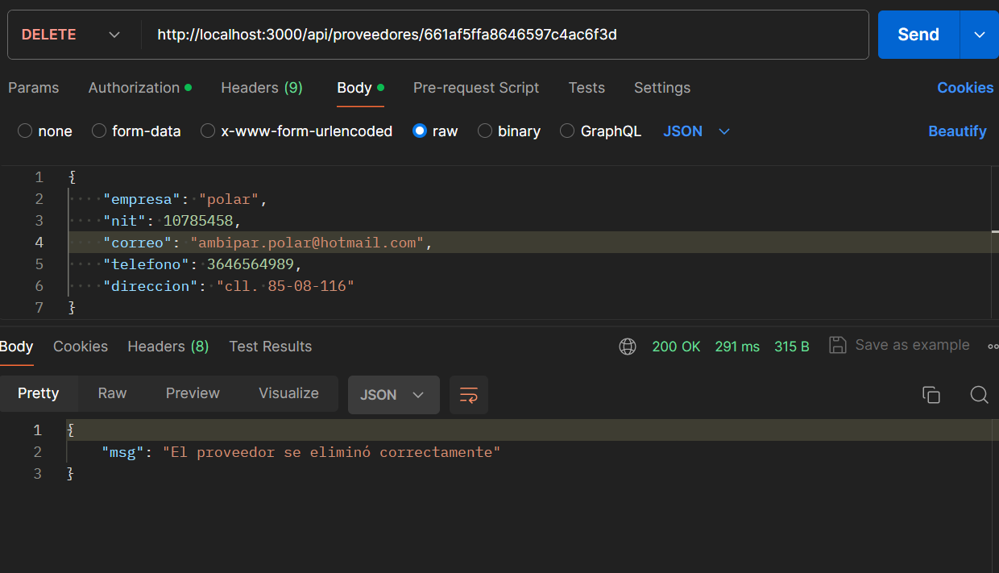 DELETE http://localhost:3000/api/proveedores/661af5ffa8646597c4ac6f3d Send
Params Authorization Headers (9) Body Pre-request Script Tests Settings Cookies
none form-data x-www-form-urlencoded raw binary GraphQL JSON Beautify
1 {
2 "empresa": "polar",
3 "nit": 10785458,
4 "correo": "ambipar.polar@hotmail.com",
5 "telefono": 3646564989,
6 "direccion": "cll. 85-08-116"
7 }
Body Cookies Headers (8) Test Results 200 OK 291 ms 315 B Save as example
Pretty Raw Preview Visualize JSON
1 {
2 "msg": "El proveedor se eliminó correctamente"
3 }